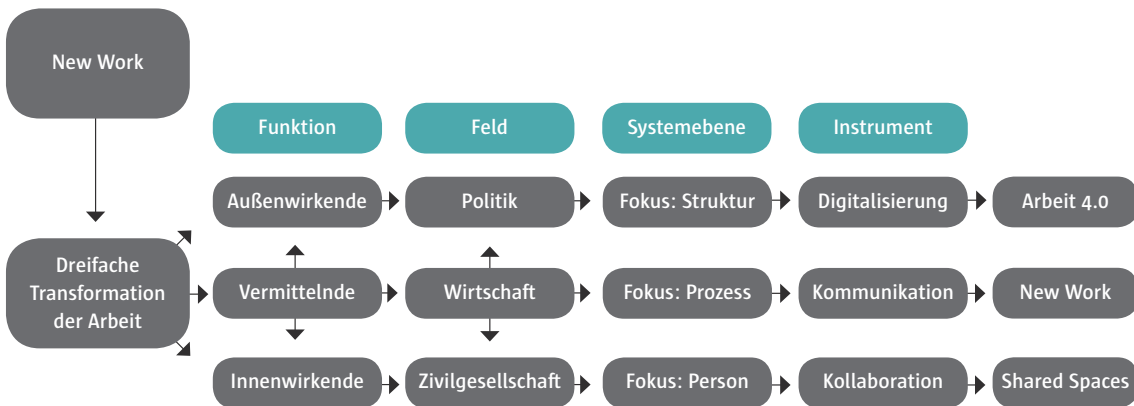 New Work
Funktion
Feld
Systemebene
Instrument
Außenwirkende
Politik
Fokus: Struktur
Digitalisierung
Arbeit 4.0
Dreifache
Transformation
der Arbeit
Vermittelnde
Wirtschaft
Fokus: Prozess
Kommunikation
New Work
Innenwirkende
Zivilgesellschaft
Fokus: Person
Kollaboration
Shared Spaces